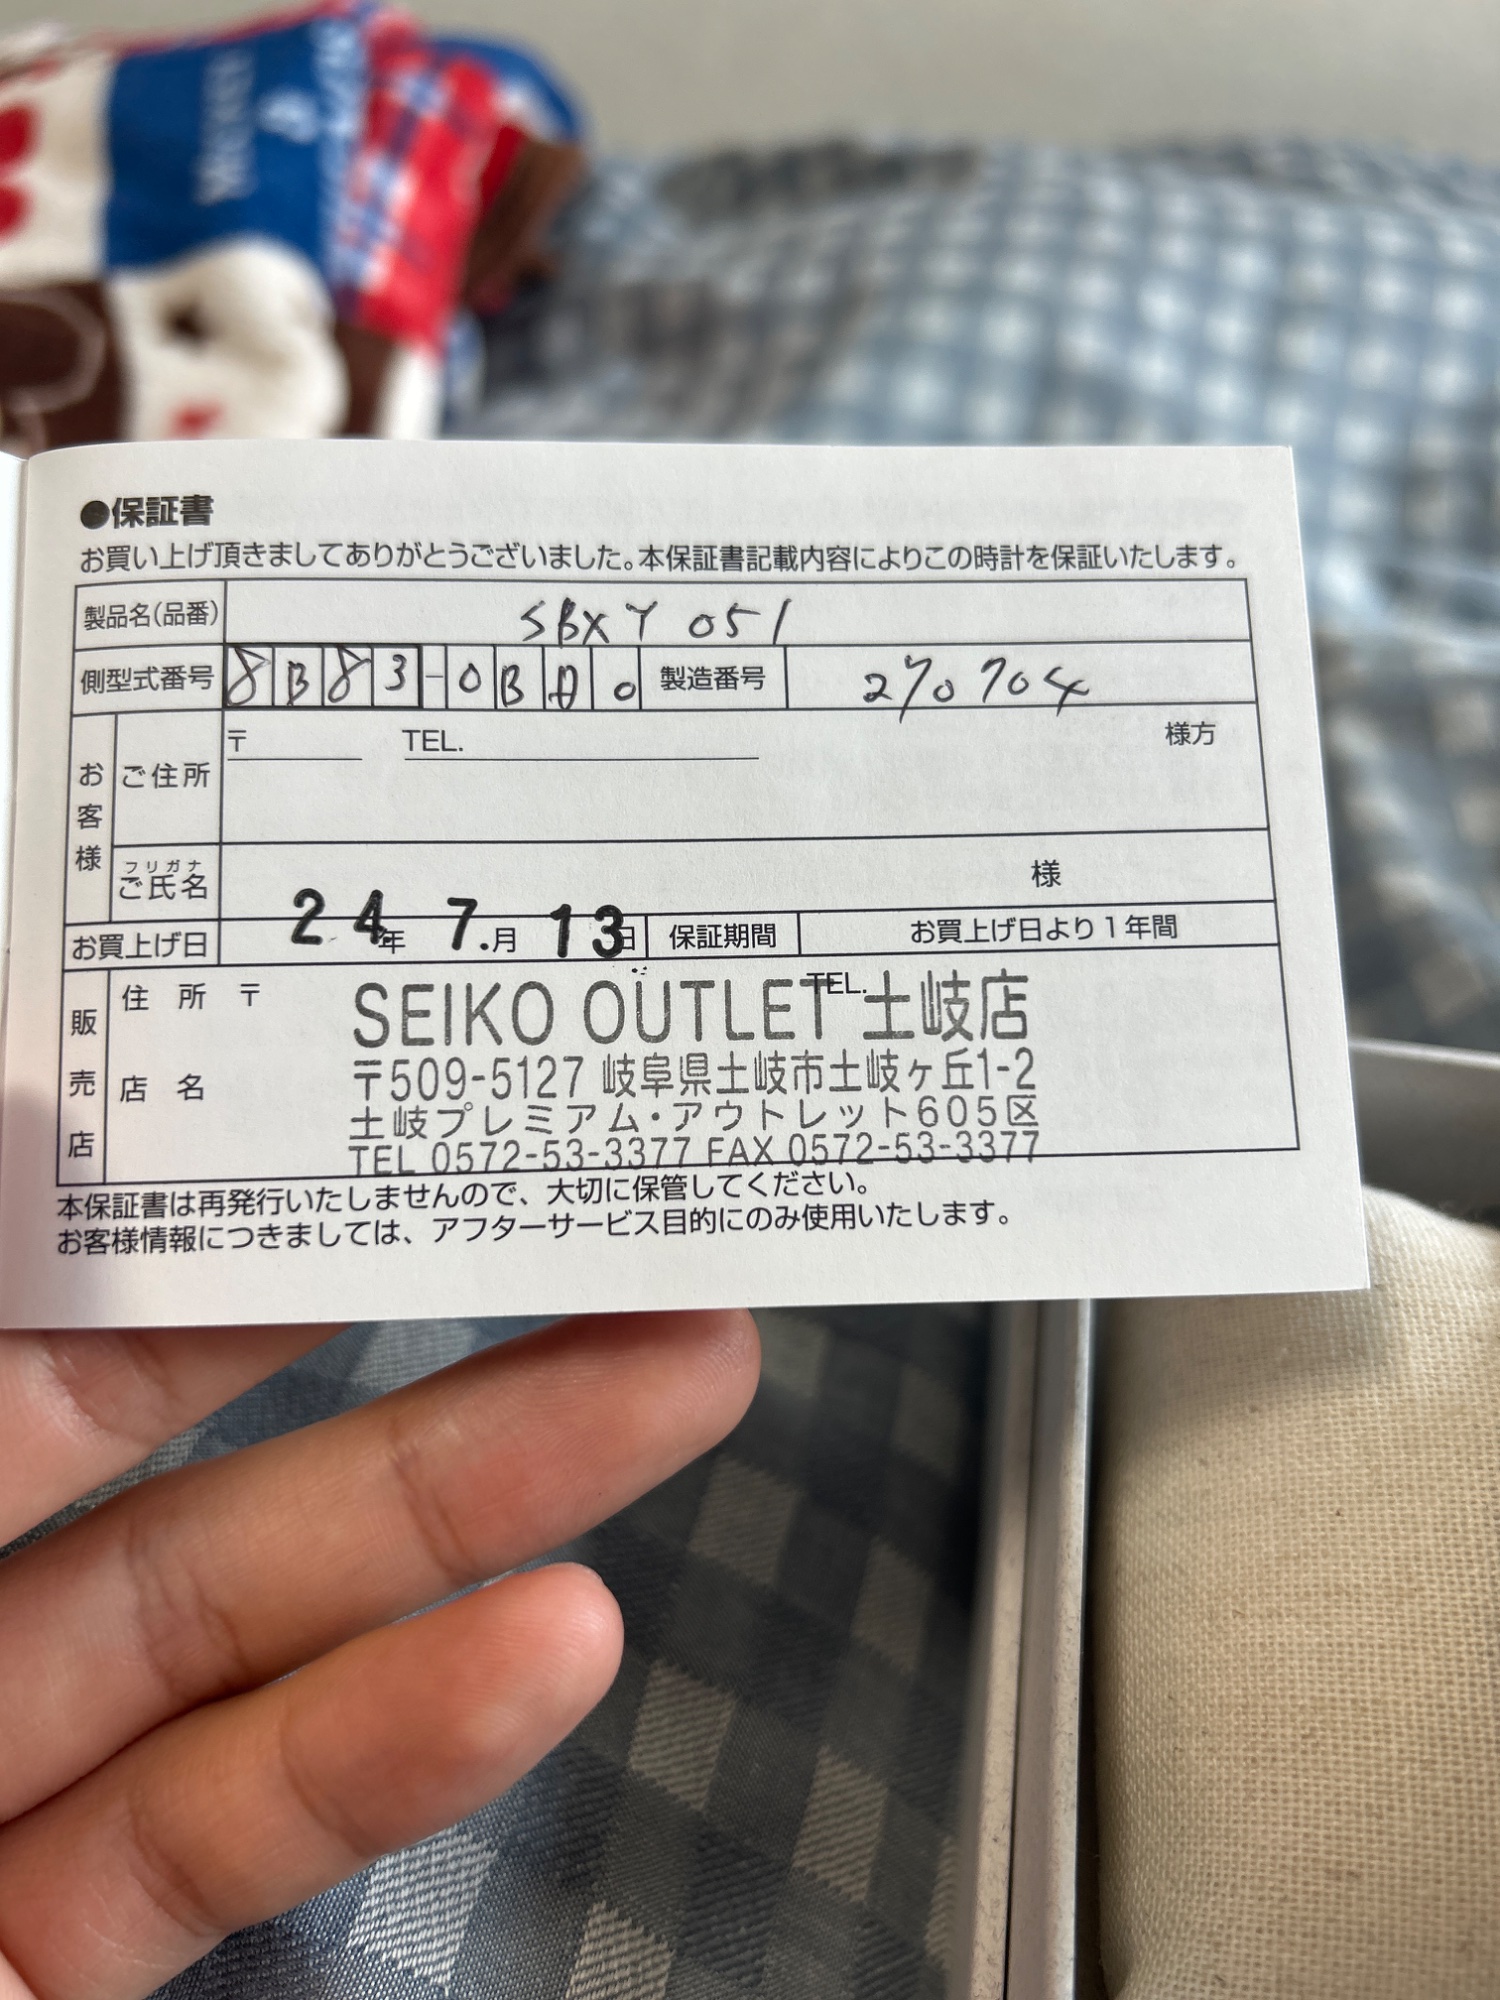 ●保証書
お買い上げ頂きましてありがとうございました。本保証書記載内容によりこの時計を保証いたします。
製品名(品番) SBXY 051
側型式番号 8B83-0BA0 製造番号 270704
お客様
ご住所 〒 TEL. 様方
フリガナ
ご氏名 様
お買上げ日 24.年 7.月 13日 保証期間 お買上げ日より1年間
販売店
住所 〒 TEL.
店名
SEIKO OUTLET 土岐店
〒509-5127 岐阜県土岐市土岐ヶ丘1-2
土岐プレミアム・アウトレット605区
TEL 0572-53-3377 FAX 0572-53-3377
本保証書は再発行いたしませんので、大切に保管してください。
お客様情報につきましては、アフターサービス目的にのみ使用いたします。